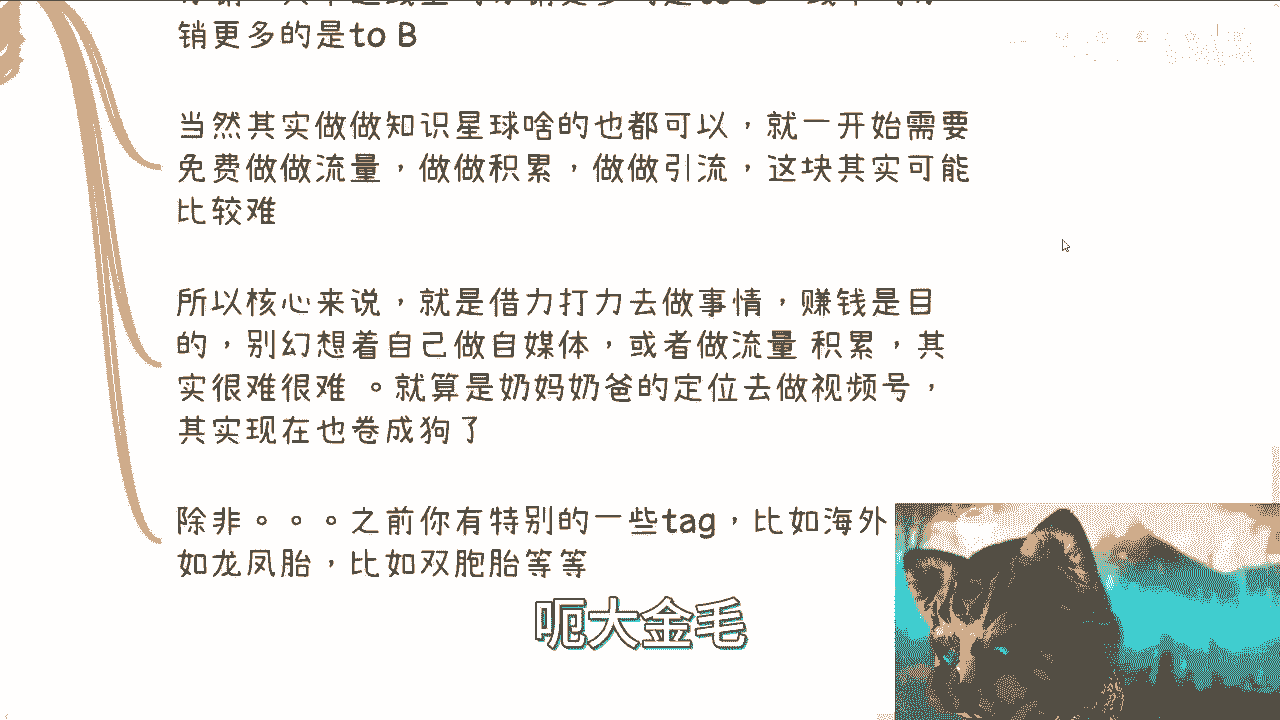 销更多的是to B
当然其实做做知识星球啥的也都可以，就一开始需要
免费做做流量，做做积累，做做引流，这块其实可能
比较难
所以核心来说，就是借力打力去做事情，赚钱是目
的，别幻想着自己做自媒体，或者做流量 积累，其
实很难很难 。就算是奶妈奶爸的定位去做视频号，
其实现在也卷成狗了
除非。。。之前你有特别的一些tag，比如海外
如龙凤胎，比如双胞胎等等
呃大金毛